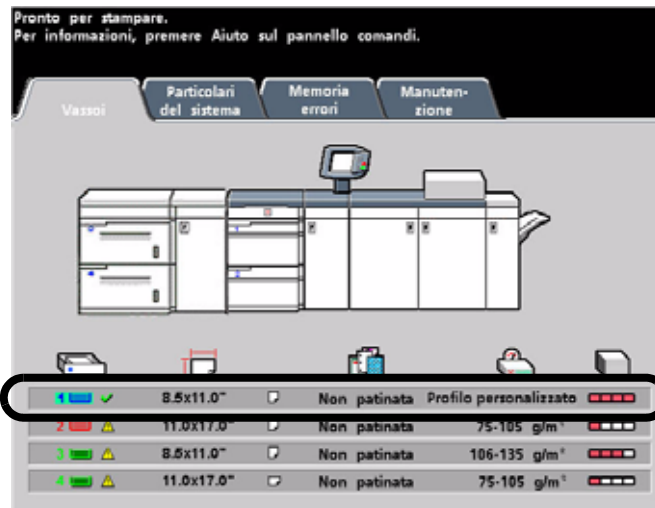 Pronto per stampare.
Per informazioni, premere Aiuto sul pannello comandi.
Vassoi
Particolari del sistema
Memoria errori
Manuten-zione
1 8.5x11.0" Non patinata Profilo personalizzato
2 11.0x17.0" Non patinata 75-105 g/m²
3 8.5x11.0" Non patinata 106-135 g/m²
4 11.0x17.0" Non patinata 75-105 g/m²